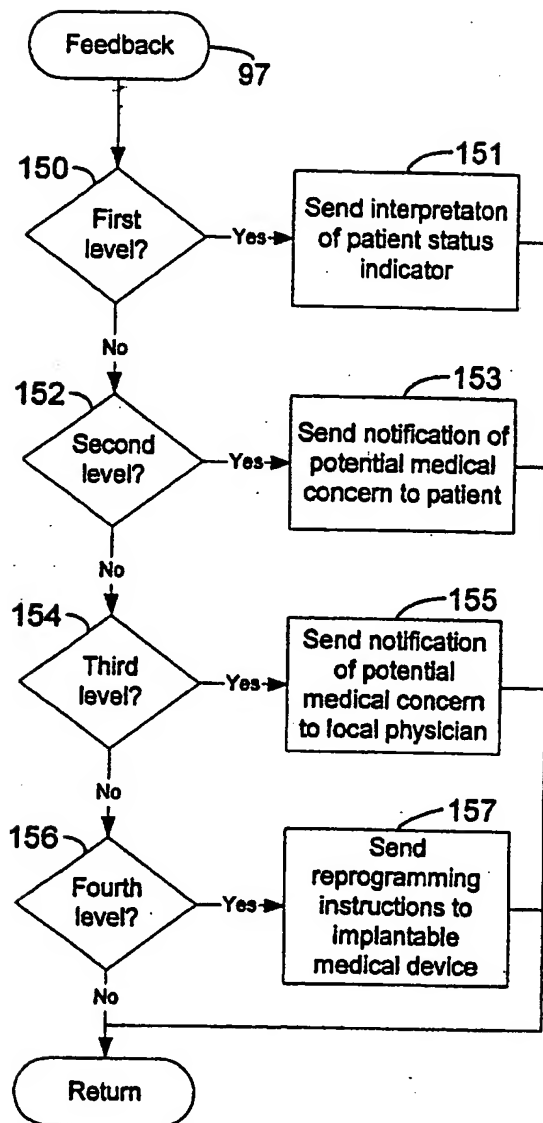 Feedback
97
150
First
level?
Yes
151
Send interpretaton
of patient status
indicator
No
152
Second
level?
Yes
153
Send notification of
potential medical
concern to patient
No
154
Third
level?
Yes
155
Send notification
of potential
medical concern
to local physician
No
156
Fourth
level?
Yes
157
Send
reprogramming
instructions to
implantable
medical device
No
Return